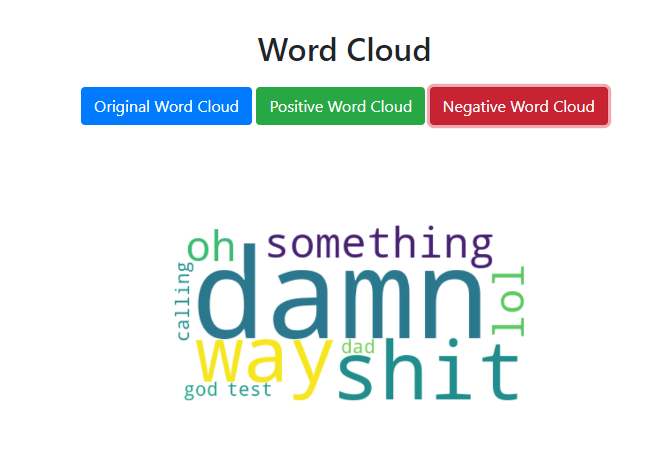 Word Cloud
Original Word Cloud Positive Word Cloud Negative Word Cloud
oh something
calling damn lol
way dad shit
god test